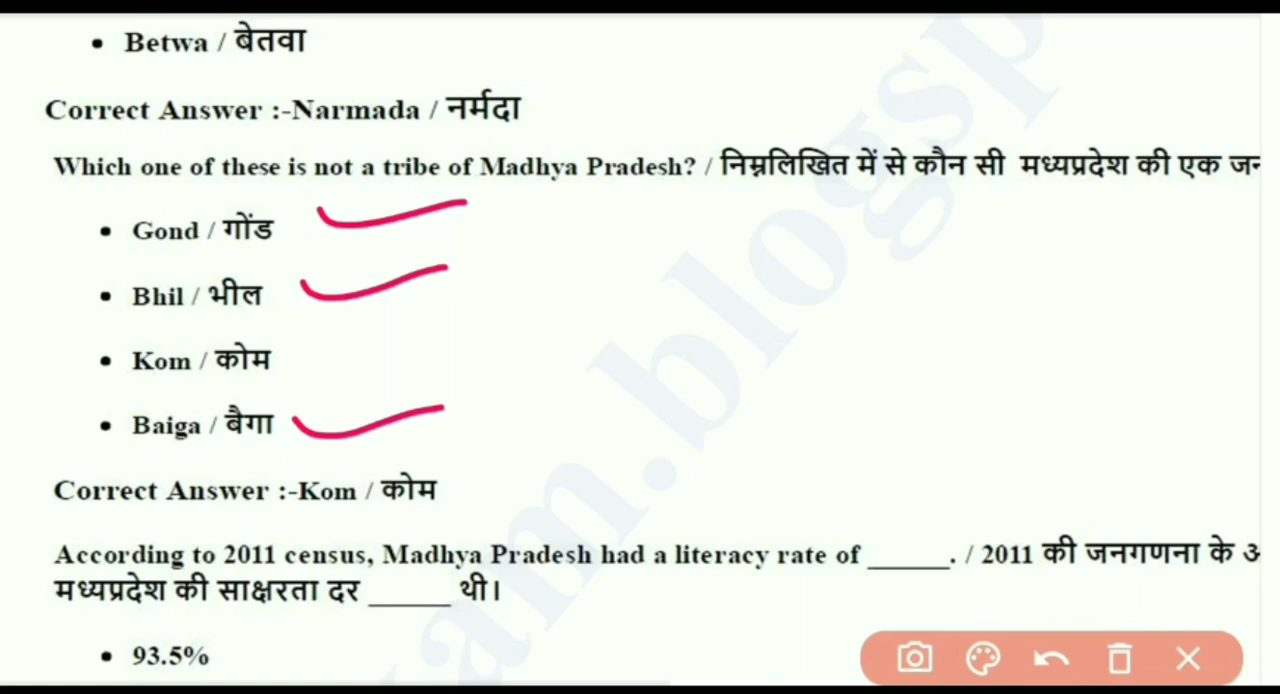 Betwa / बेतवा
Correct Answer :-Narmada / नर्मदा
Which one of these is not a tribe of Madhya Pradesh? / निम्नलिखित में से कौन सी मध्यप्रदेश की एक
Gond / गोंड
Bhil / भील
Kom / कोम
Baiga / बैगा
Correct Answer :-Kom / कोम
According to 2011 census, Madhya Pradesh had a literacy rate of ______. / 2011 की जनगणना के
मध्यप्रदेश की साक्षरता दर ______ थी।
93.5%
am.blogsp